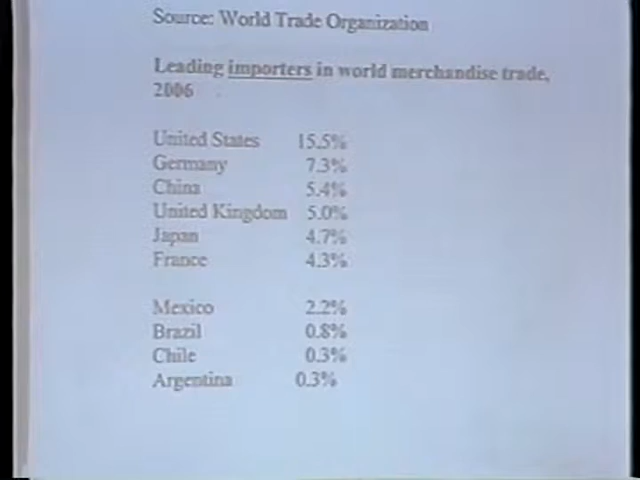 Source: World Trade Organization
Leading importers in world merchandise trade,
2006
United States 15.5%
Germany 7.3%
China 5.4%
United Kingdom 5.0%
Japan 4.7%
France 4.3%
Mexico 2.2%
Brazil 0.8%
Chile 0.3%
Argentina 0.3%